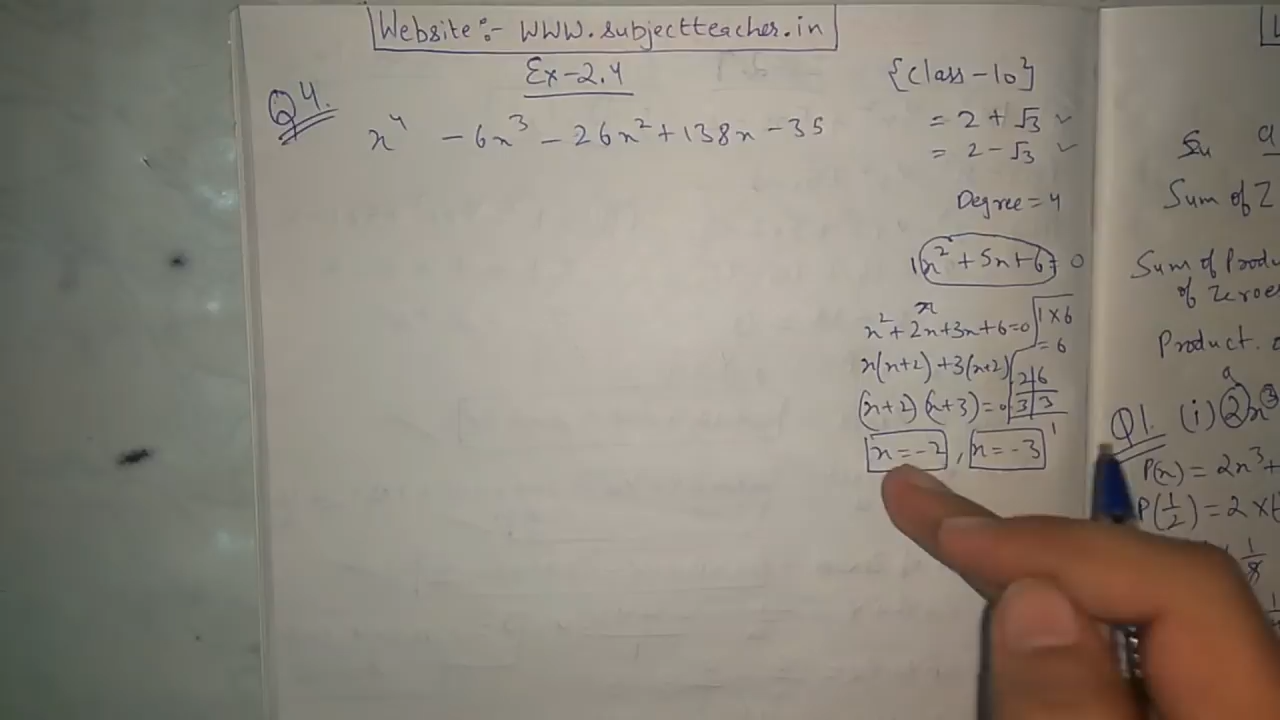 Website:- WWW.subjectteacher.in
Ex-2.4
{Class-10}
Q4.
x⁴ - 6x³ - 26x² + 138x - 35
= 2 + √3 ✓
= 2 - √3 ✓
Degree = 4
1x² + 5x + 6 = 0
x
x² + 2x + 3x + 6 = 0
1 × 6
= 6
x(x+2) + 3(x+2)
2 6
3 3
1
(x+2) (x+3) = 0
x = -2, x = -3
Sum of Z
Sum of Produ
of Zeroes
Product.
a
Q1. (i) 2x³
P(x) = 2x³ +
P(1/2) = 2 ×
1/8